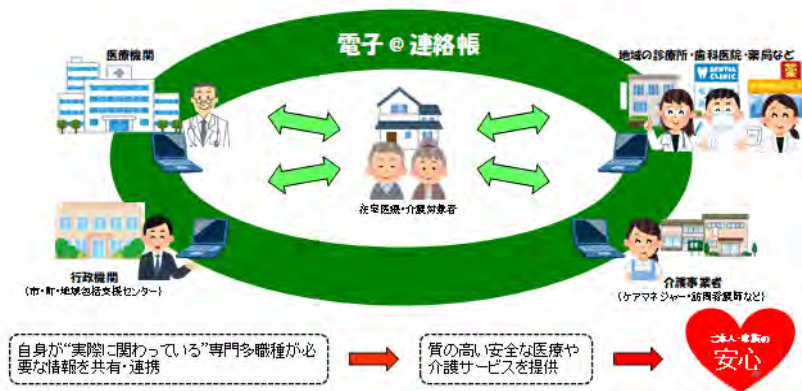 電子@連絡帳
医療機関
地域の診療所・歯科医院・薬局など
DENTAL
CLINIC
薬
在宅医療・介護対象者
行政機関
(市・町・地域包括支援センター)
介護事業者
(ケアマネジャー・訪問看護師など)
自身が“実際に関わっている”専門多職種が必
要な情報を共有・連携
質の高い安全な医療や
介護サービスを提供
ご本人・家族の
安心